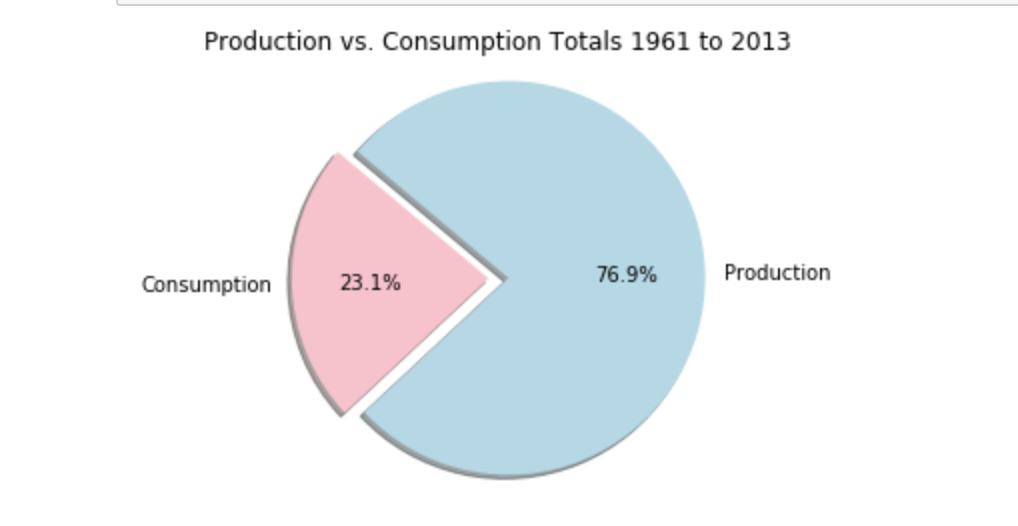 Production vs. Consumption Totals 1961 to 2013
Consumption
23.1%
76.9%
Production